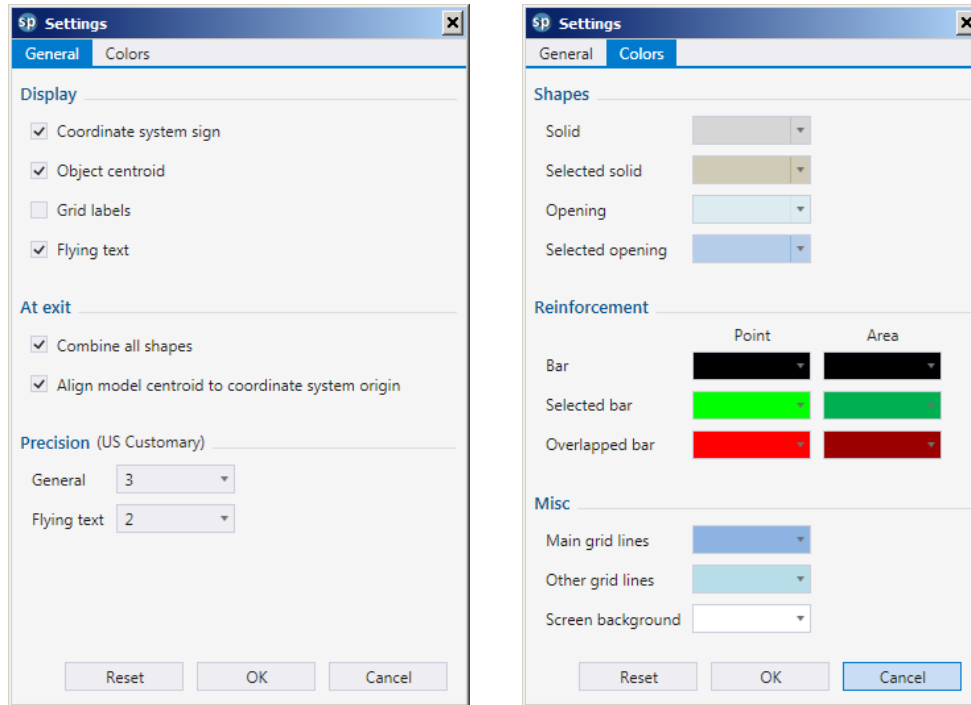 sp Settings
General Colors
Display
Coordinate system sign
Object centroid
Grid labels
Flying text
At exit
Combine all shapes
Align model centroid to coordinate system origin
Precision (US Customary)
General 3
Flying text 2
Reset OK Cancel
sp Settings
General Colors
Shapes
Solid
Selected solid
Opening
Selected opening
Reinforcement
Point Area
Bar
Selected bar
Overlapped bar
Misc
Main grid lines
Other grid lines
Screen background
Reset OK Cancel